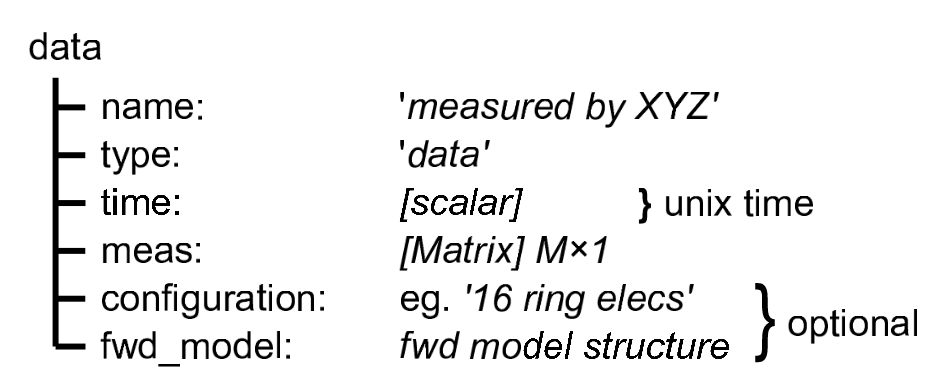 data
name: 'measured by XYZ'
type: 'data'
time: [scalar] } unix time
meas: [Matrix] M×1
configuration: eg. '16 ring elecs'
fwd_model: fwd model structure
} optional